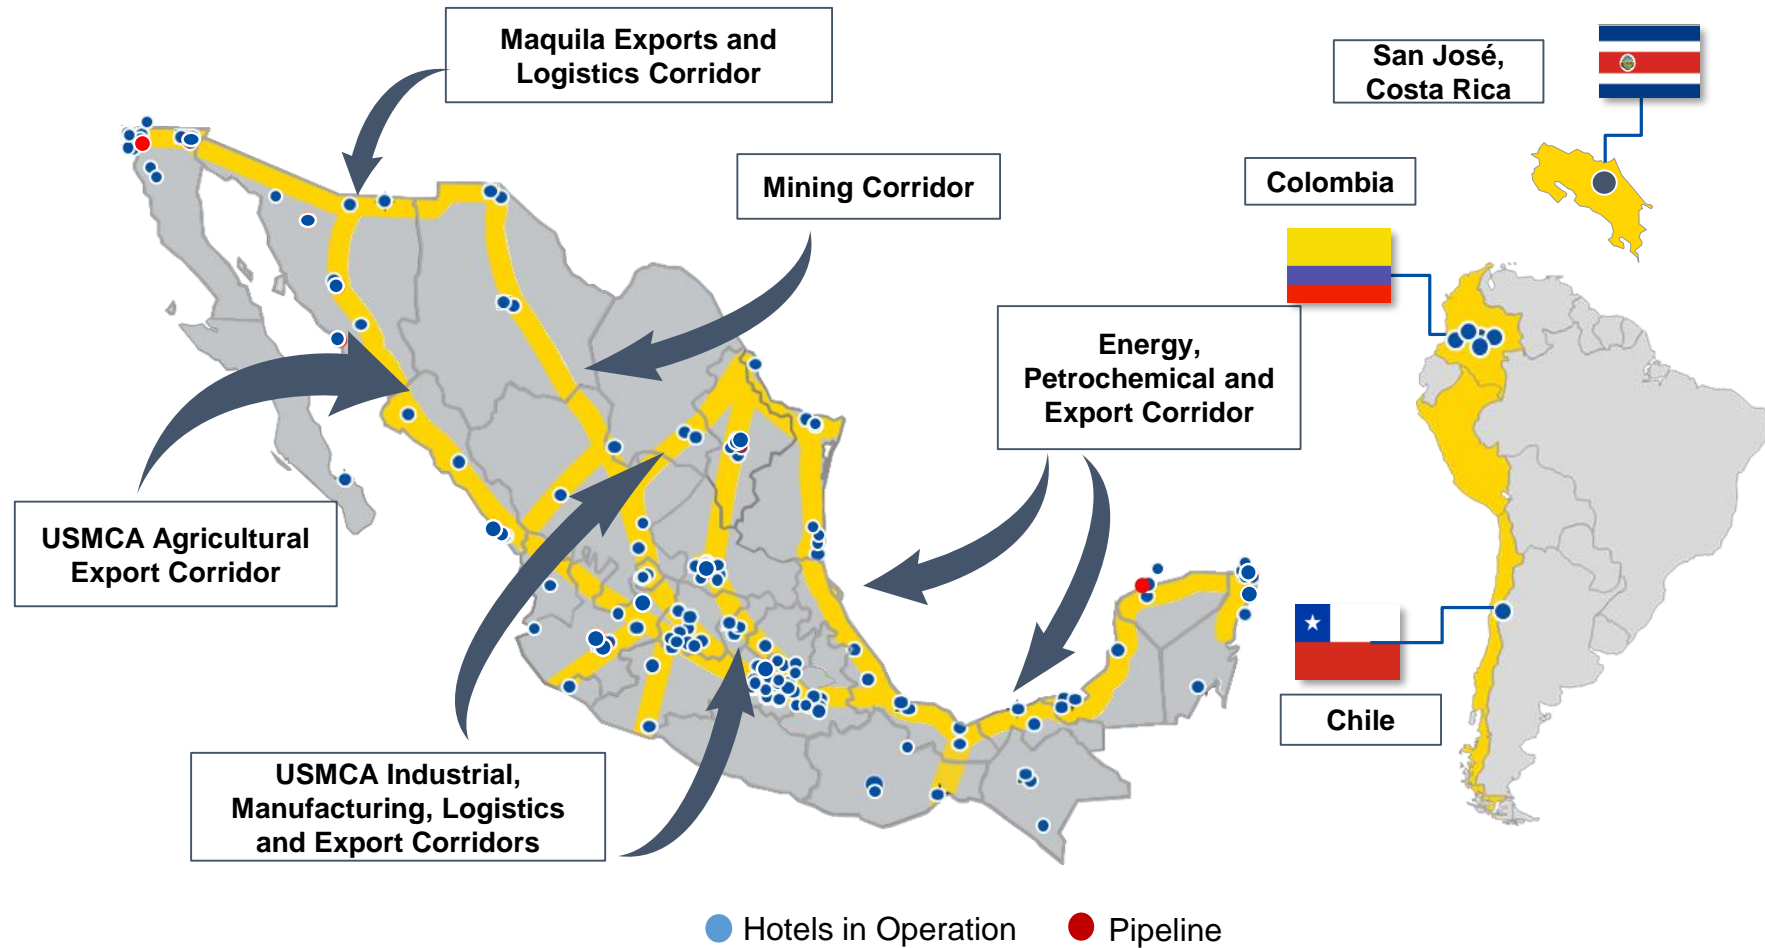 Maquila Exports and
Logistics Corridor
San José,
Costa Rica
Mining Corridor
Colombia
Energy,
Petrochemical and
Export Corridor
USMCA Agricultural
Export Corridor
Chile
USMCA Industrial,
Manufacturing, Logistics
and Export Corridors
Hotels in Operation
Pipeline